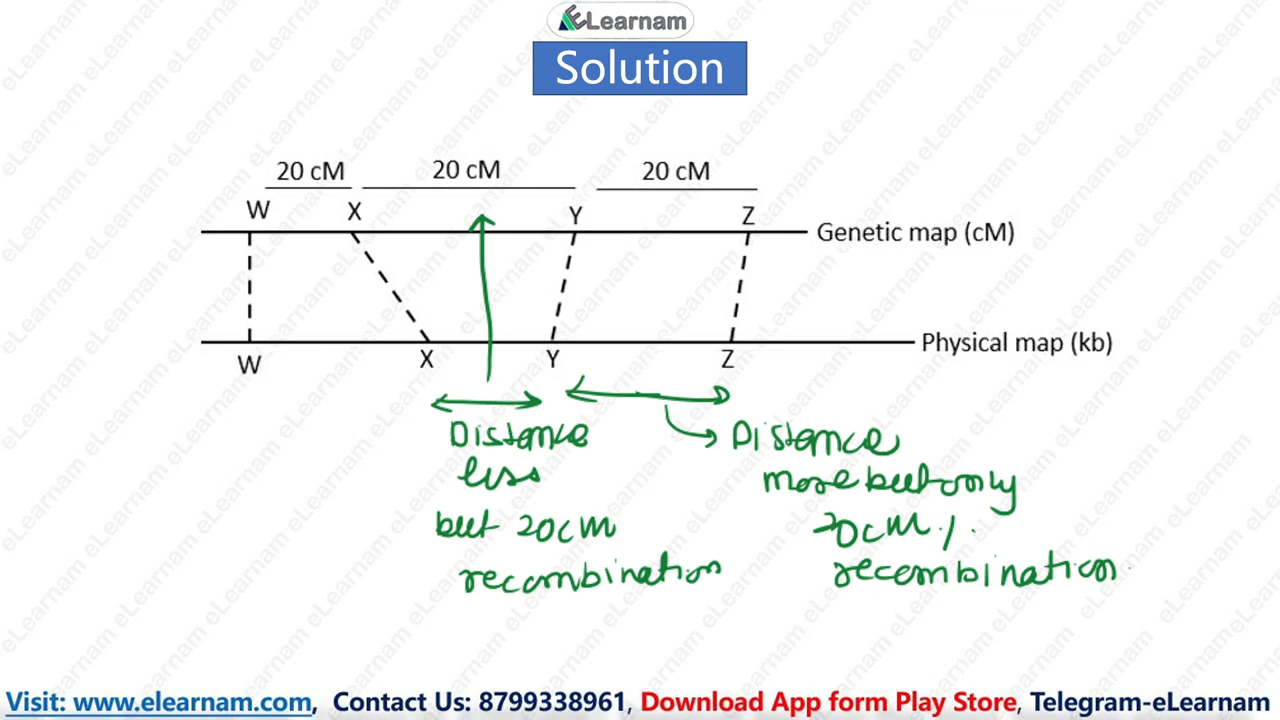 ELearnam
Solution
20 cM 20 cM 20 cM
W X Y Z
Genetic map (cM)
W X Y Z
Physical map (kb)
Distance
less
but 20cM
recombination
Distance
more but only
20cM /.
recombination.
Visit: www.elearnam.com, Contact Us: 8799338961, Download App form Play Store, Telegram-eLearnam